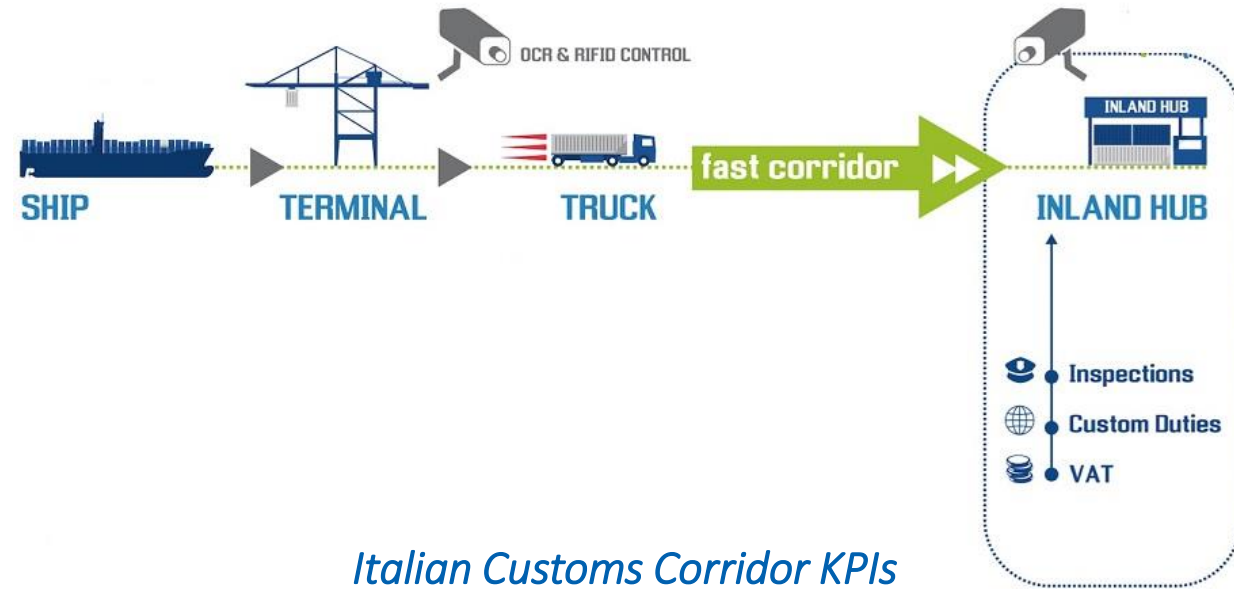 OCR & RIFID CONTROL
INLAND HUB
fast corridor
SHIP
TERMINAL
TRUCK
INLAND HUB
Inspections
Custom Duties
VAT
Italian Customs Corridor KPIs